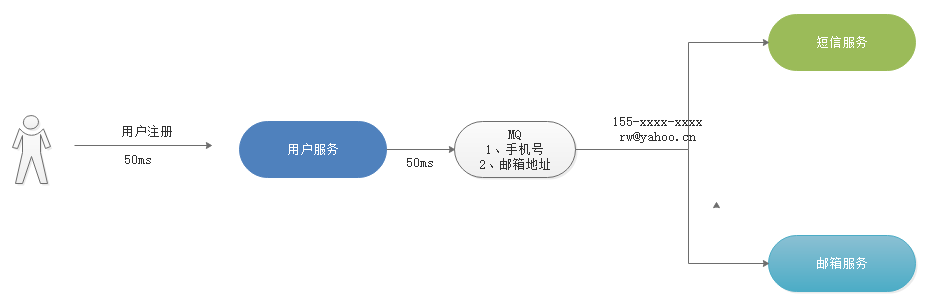 用户注册
50ms
用户服务
50ms
MQ
1、手机号
2、邮箱地址
155-xxxx-xxxx
rw@yahoo.cn
短信服务
邮箱服务